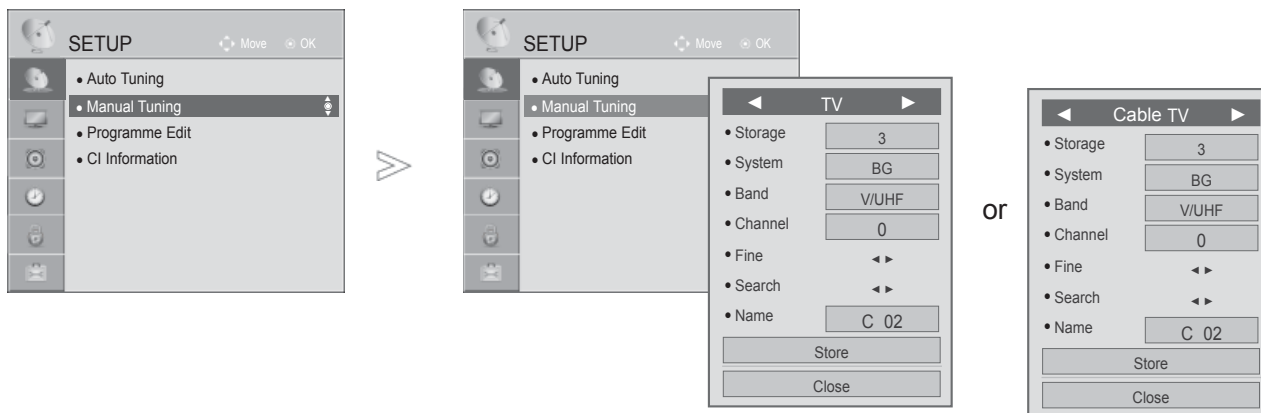 SETUP Move OK
• Auto Tuning
• Manual Tuning
• Programme Edit
• CI Information
SETUP Move OK
• Auto Tuning
• Manual Tuning
• Programme Edit
• CI Information
◄ TV ►
• Storage 3
• System BG
• Band V/UHF
• Channel 0
• Fine ◄ ►
• Search ◄ ►
• Name C 02
Store
Close
or
◄ Cable TV ►
• Storage 3
• System BG
• Band V/UHF
• Channel 0
• Fine ◄ ►
• Search ◄ ►
• Name C 02
Store
Close